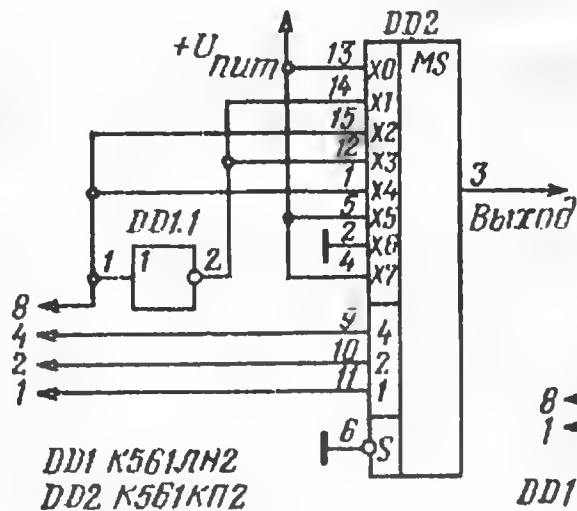 DD2
+Uпит
13 X0 MS
14 X1
15 X2
12 X3
1 X4 3
5 X5 Выход
DD1.1
2 X6
1 1 2
4 X7
8
4 9 4
2 10 2
1 11 1
6 S
8
1
DD1 К561ЛН2
DD2 К561КП2
DD1